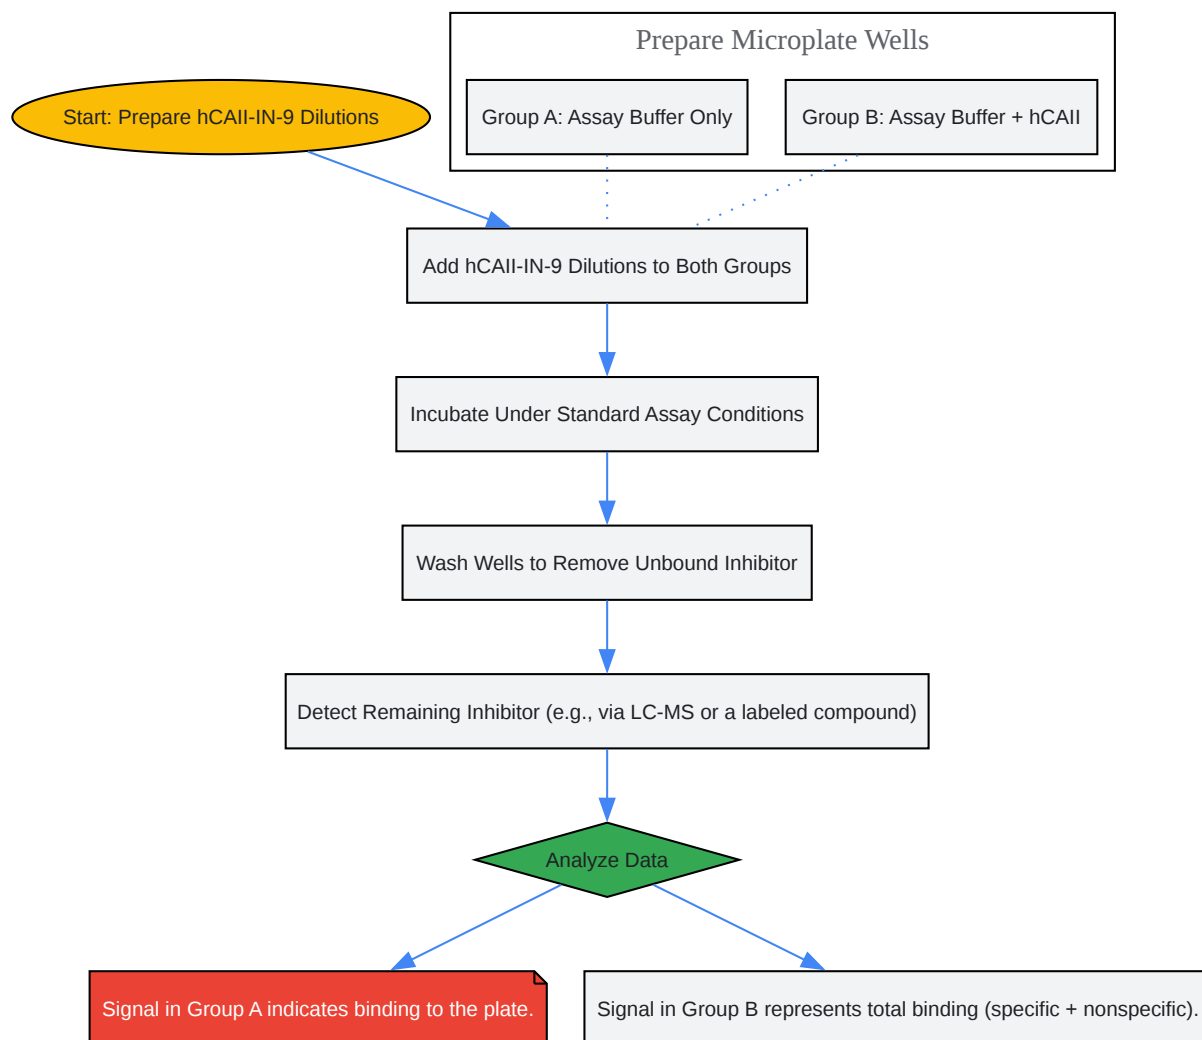 Prepare Microplate Wells
Start: Prepare hCAII-IN-9 Dilutions
Group A: Assay Buffer Only
Group B: Assay Buffer + hCAII
Add hCAII-IN-9 Dilutions to Both Groups
Incubate Under Standard Assay Conditions
Wash Wells to Remove Unbound Inhibitor
Detect Remaining Inhibitor (e.g., via LC-MS or a labeled compound)
Analyze Data
Signal in Group A indicates binding to the plate.
Signal in Group B represents total binding (specific + nonspecific).